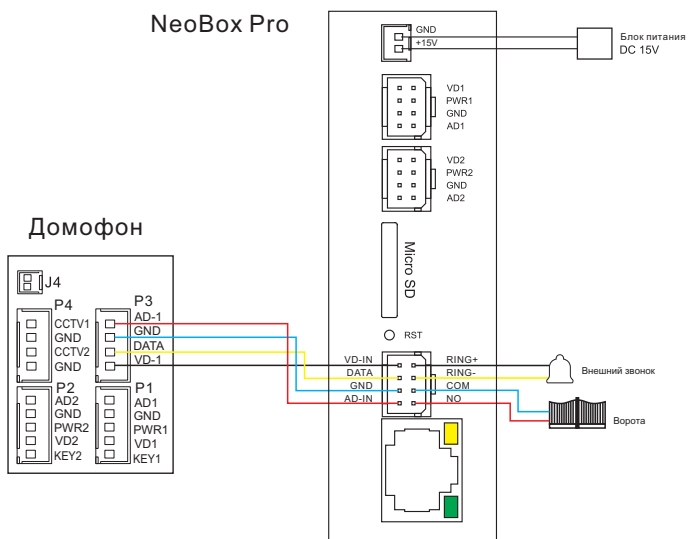 NeoBox Pro
GND
+15V
Блок питания
DC 15V
VD1
PWR1
GND
AD1
VD2
PWR2
GND
AD2
Micro SD
RST
Домофон
J4
P4
CCTV1
GND
CCTV2
GND
P3
AD-1
GND
DATA
VD-1
P2
AD2
GND
PWR2
VD2
KEY2
P1
AD1
GND
PWR1
VD1
KEY1
VD-IN
DATA
GND
AD-IN
RING+
RING-
COM
NO
Внешний звонок
Ворота